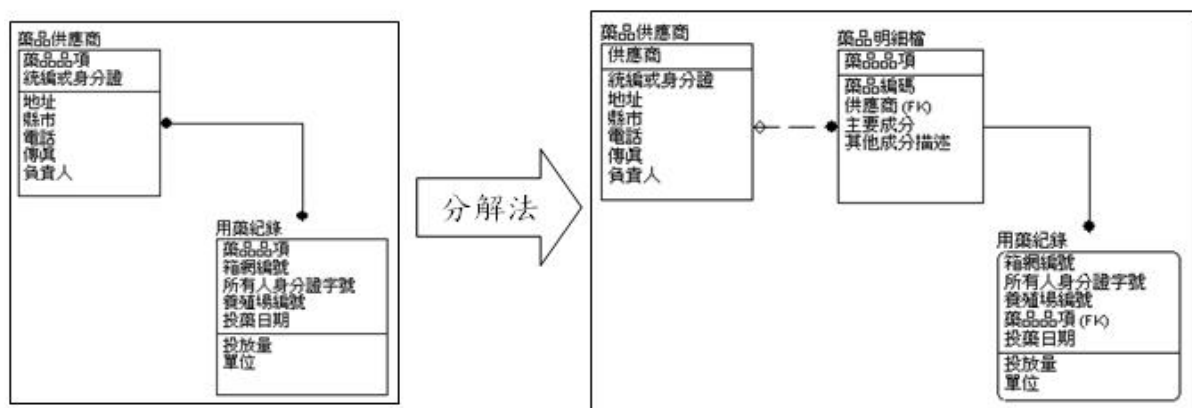 藥品供應商
藥品品項
統編或身分證
地址
縣市
電話
傳真
負責人
用藥紀錄
藥品品項
箱網編號
所有人身分證字號
養殖場編號
投藥日期
投放量
單位
分解法
藥品供應商
供應商
統編或身分證
地址
縣市
電話
傳真
負責人
藥品明細檔
藥品品項
藥品編碼
供應商 (FK)
主要成分
其他成分描述
用藥紀錄
箱網編號
所有人身分證字號
養殖場編號
藥品品項 (FK)
投藥日期
投放量
單位